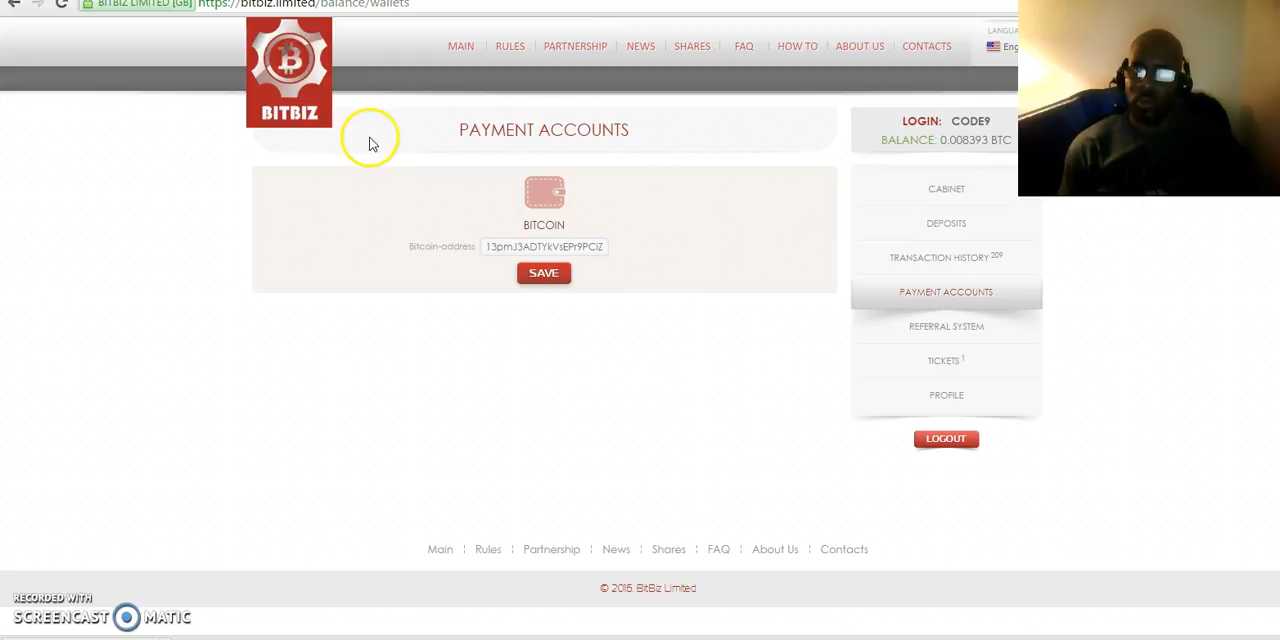 BITBIZ LIMITED [GB] https://bitbiz.limited/balance/wallets
MAIN RULES PARTNERSHIP NEWS SHARES FAQ HOW TO ABOUT US CONTACTS
BITBIZ
PAYMENT ACCOUNTS
BITCOIN
Bitcoin-address 13pmJ3ADTYkVsEPr9PCiZ
SAVE
LOGIN: CODE9
BALANCE: 0.008393 BTC
CABINET
DEPOSITS
TRANSACTION HISTORY 209
PAYMENT ACCOUNTS
REFERRAL SYSTEM
TICKETS 1
PROFILE
LOGOUT
Main Rules Partnership News Shares FAQ About Us Contacts
© 2015. BitBiz Limited
RECORDED WITH
SCREENCAST MATIC